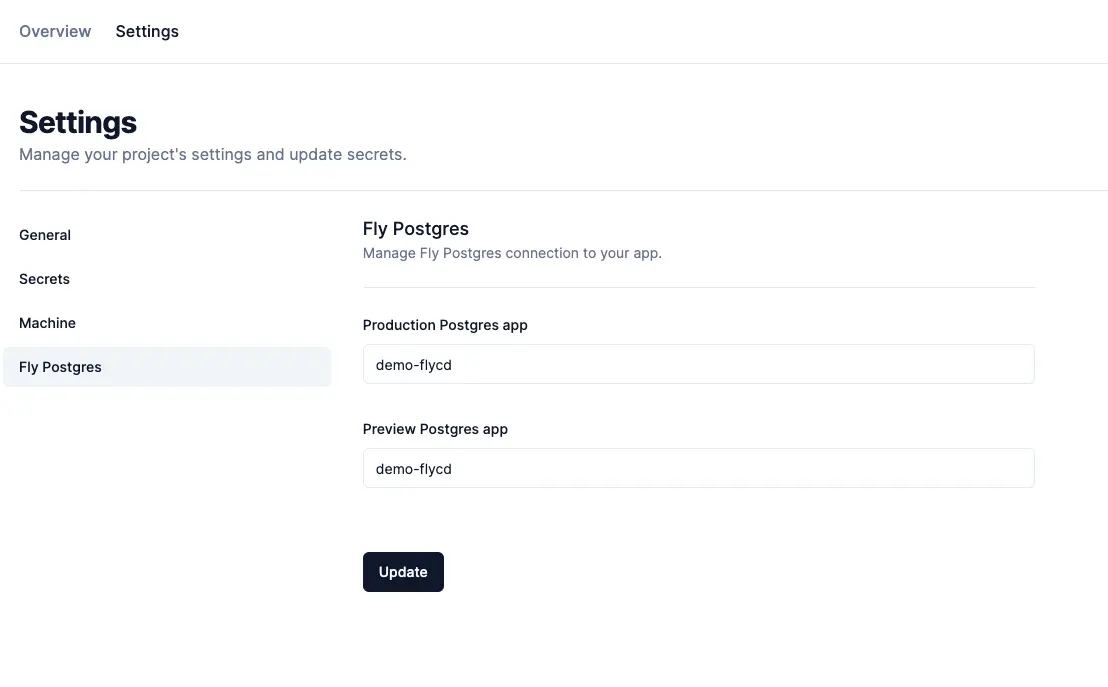 Overview Settings
Settings
Manage your project's settings and update secrets.
General
Secrets
Machine
Fly Postgres
Fly Postgres
Manage Fly Postgres connection to your app.
Production Postgres app
demo-flycd
Preview Postgres app
demo-flycd
Update